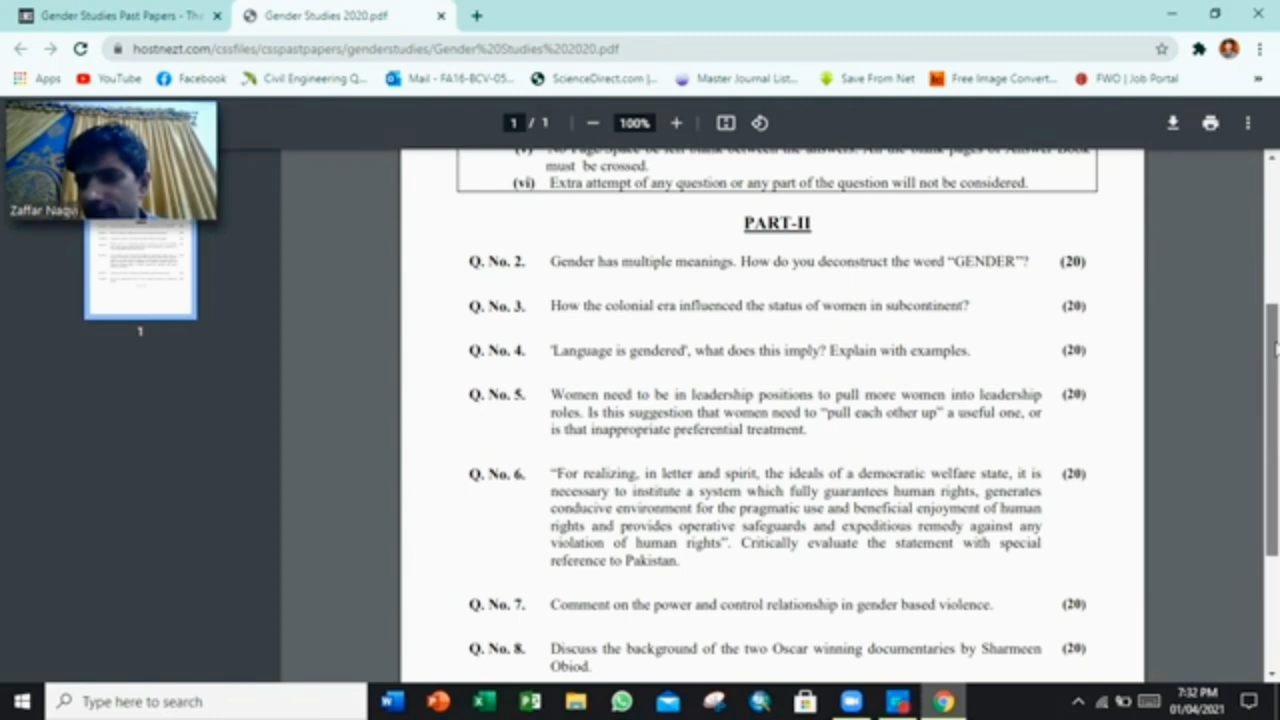 Gender Studies Past Papers - The
Gender Studies 2020.pdf
hostnezt.com/cssfiles/csspastpapers/genderstudies/Gender%20Studies%202020.pdf
Apps
YouTube
Facebook
Civil Engineering Q...
Mail - FA16-BCV-05...
ScienceDirect.com |...
Master Journal List...
Save From Net
Free Image Convert...
FWO | Job Portal
»
1 / 1
100%
Zaffar Naqvi
1
(v) No Page/Space be left blank between the answers. All the blank pages of Answer Book
must be crossed.
(vi) Extra attempt of any question or any part of the question will not be considered.
PART-II
Q. No. 2. Gender has multiple meanings. How do you deconstruct the word “GENDER”? (20)
Q. No. 3. How the colonial era influenced the status of women in subcontinent? (20)
Q. No. 4. 'Language is gendered', what does this imply? Explain with examples. (20)
Q. No. 5. Women need to be in leadership positions to pull more women into leadership (20)
roles. Is this suggestion that women need to “pull each other up” a useful one, or
is that inappropriate preferential treatment.
Q. No. 6. “For realizing, in letter and spirit, the ideals of a democratic welfare state, it is (20)
necessary to institute a system which fully guarantees human rights, generates
conducive environment for the pragmatic use and beneficial enjoyment of human
rights and provides operative safeguards and expeditious remedy against any
violation of human rights”. Critically evaluate the statement with special
reference to Pakistan.
Q. No. 7. Comment on the power and control relationship in gender based violence. (20)
Q. No. 8. Discuss the background of the two Oscar winning documentaries by Sharmeen (20)
Obiod.
Type here to search
7:32 PM
01/04/2021